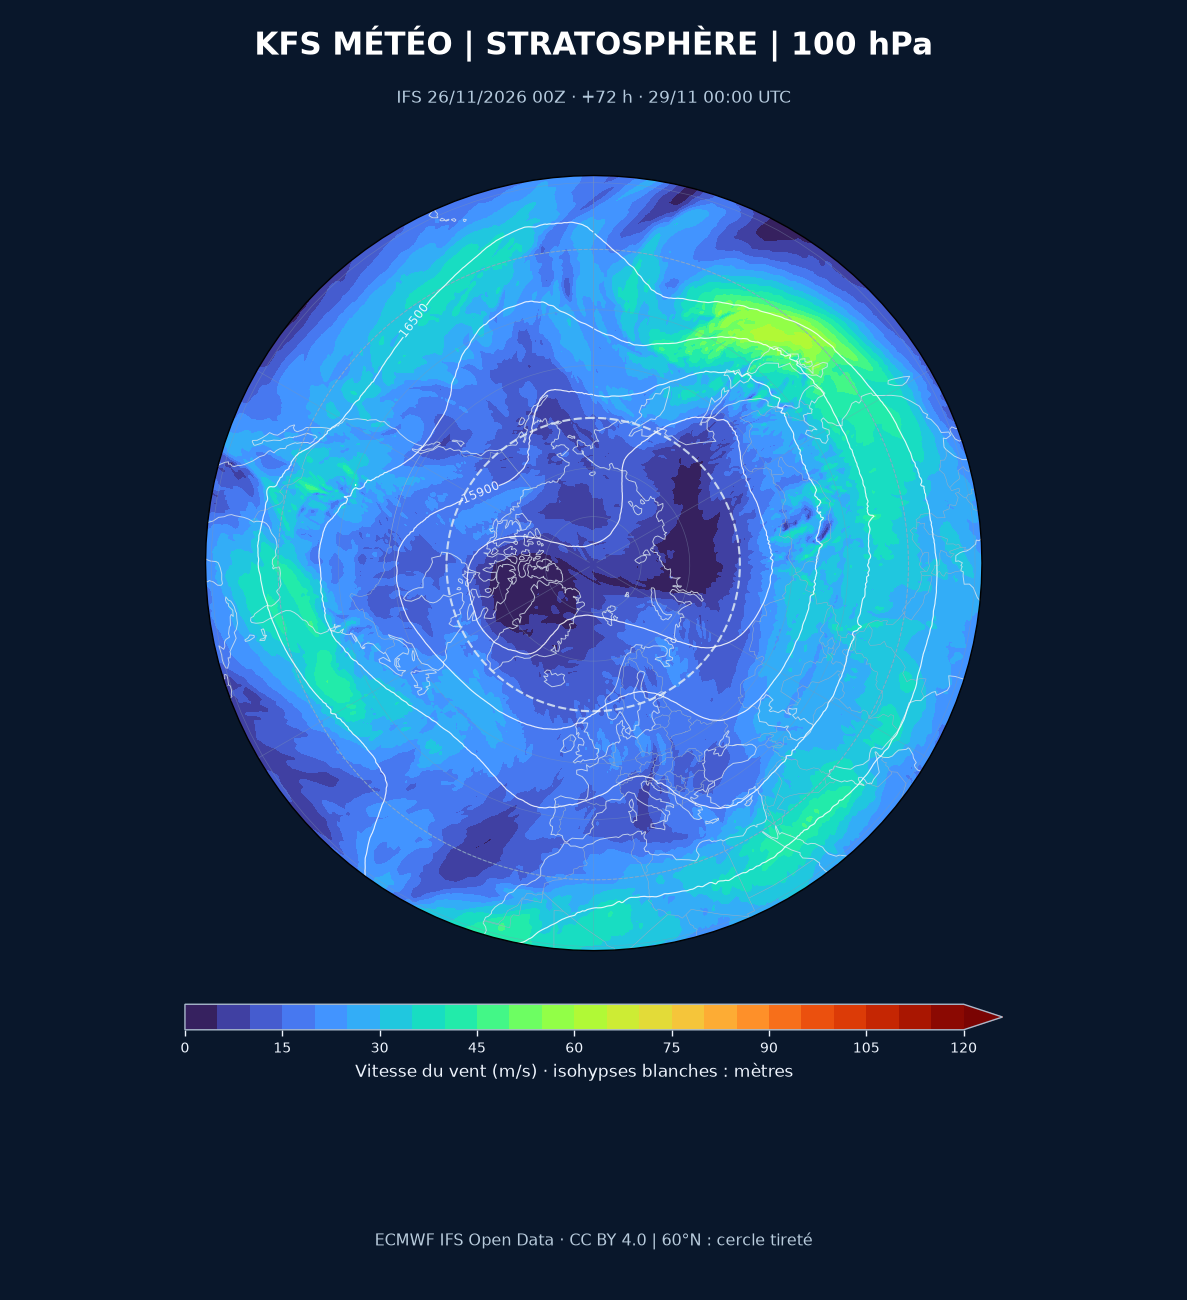 KFS MÉTÉO | STRATOSPHÈRE | 100 hPa
IFS 26/11/2026 00Z · +72 h · 29/11 00:00 UTC
16500
15900
0 15 30 45 60 75 90 105 120
Vitesse du vent (m/s) · isohypses blanches : mètres
ECMWF IFS Open Data · CC BY 4.0 | 60°N : cercle tireté